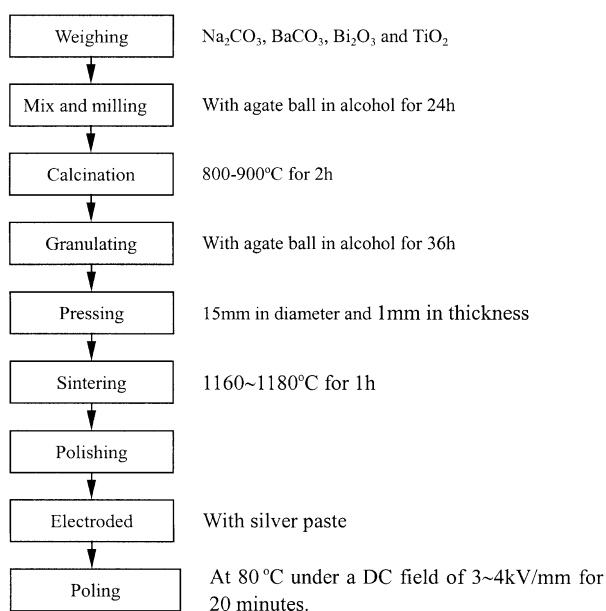 Weighing Na₂CO₃, BaCO₃, Bi₂O₃ and TiO₂
Mix and milling With agate ball in alcohol for 24h
Calcination 800-900°C for 2h
Granulating With agate ball in alcohol for 36h
Pressing 15mm in diameter and 1mm in thickness
Sintering 1160~1180°C for 1h
Polishing
Electroded With silver paste
Poling At 80 °C under a DC field of 3~4kV/mm for
20 minutes.